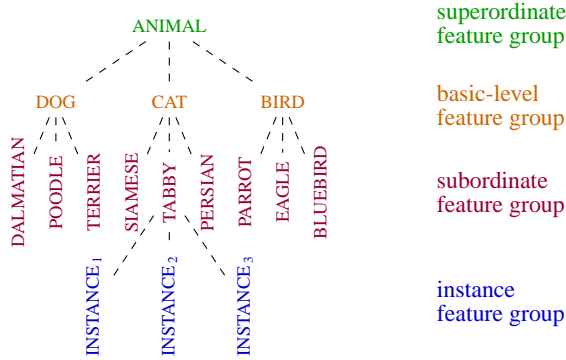 superordinate
feature group
ANIMAL
basic-level
feature group
DOG CAT BIRD
subordinate
feature group
DALMATIAN POODLE TERRIER SIAMESE TABBY PERSIAN PARROT EAGLE BLUEBIRD
instance
feature group
INSTANCE₁ INSTANCE₂ INSTANCE₃